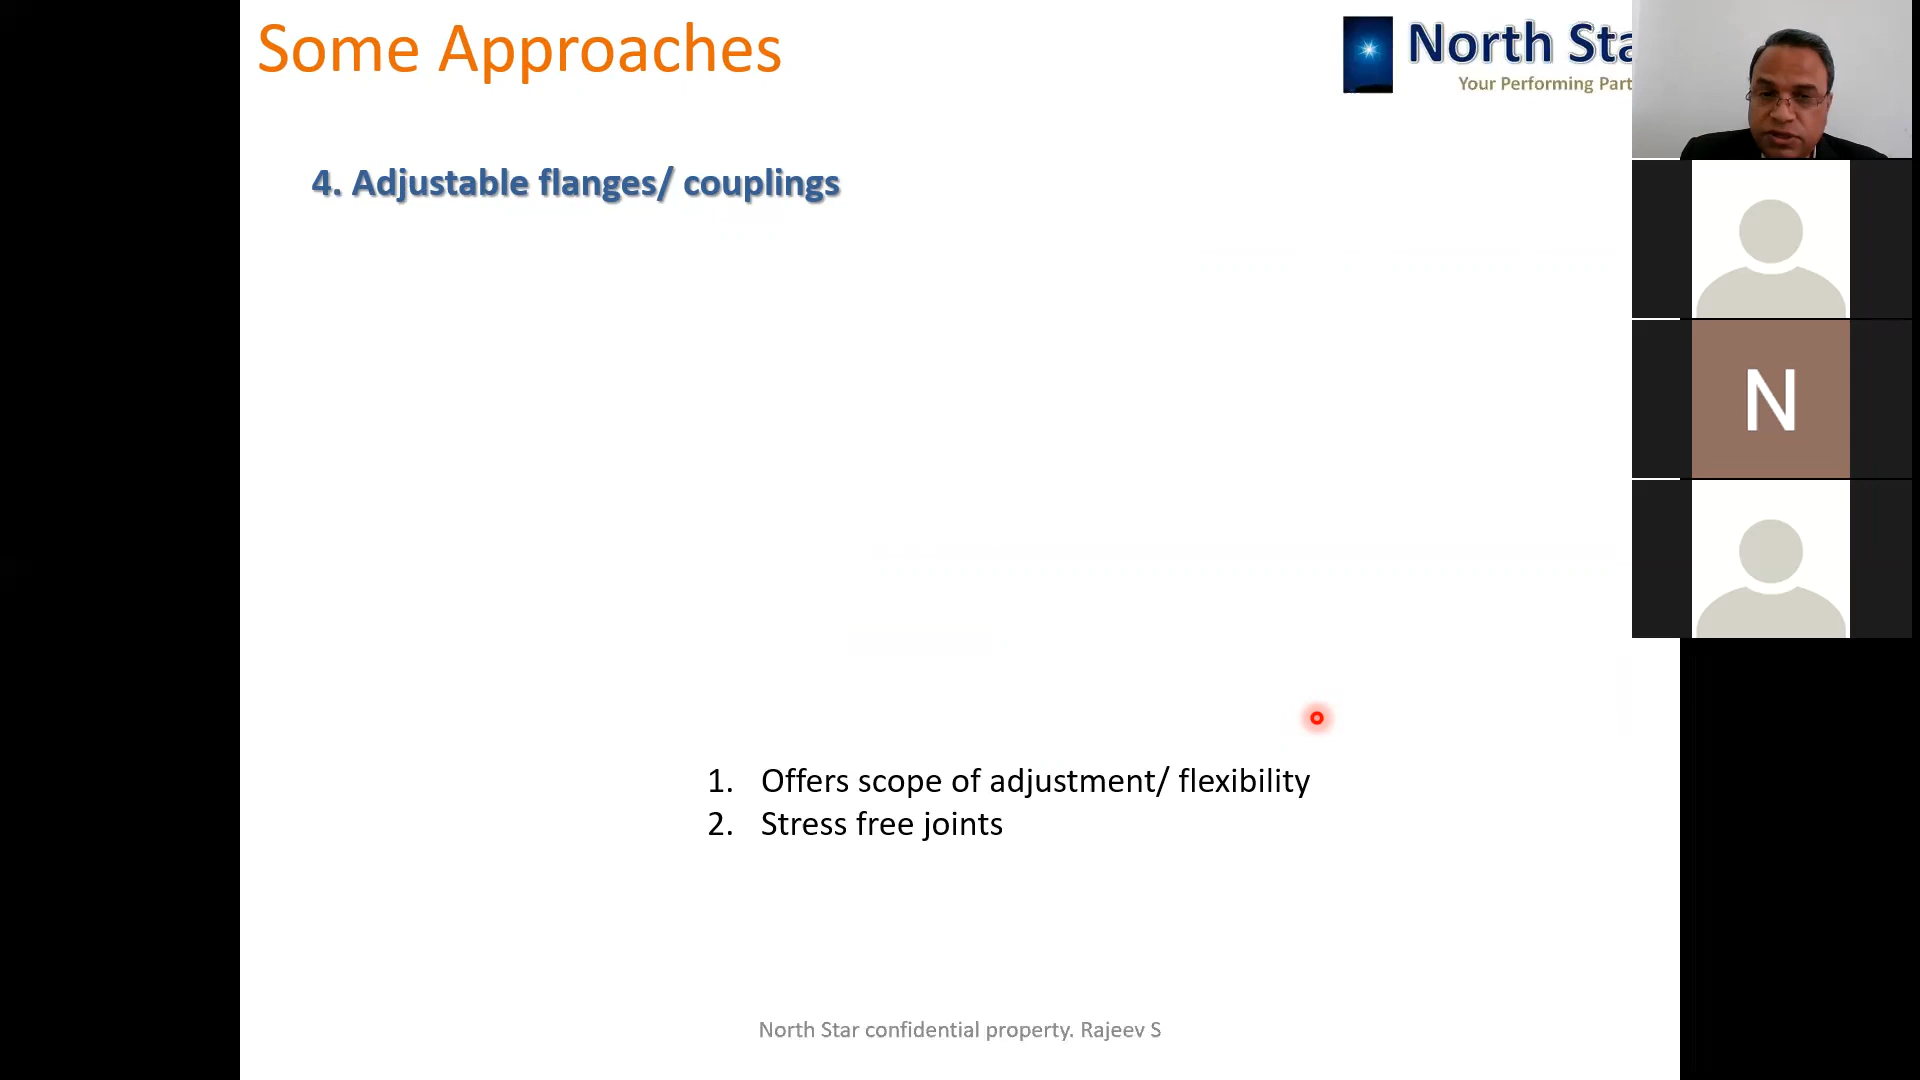 Some Approaches
North Sta
Your Performing Part
4. Adjustable flanges/ couplings
N
1. Offers scope of adjustment/ flexibility
2. Stress free joints
North Star confidential property. Rajeev S